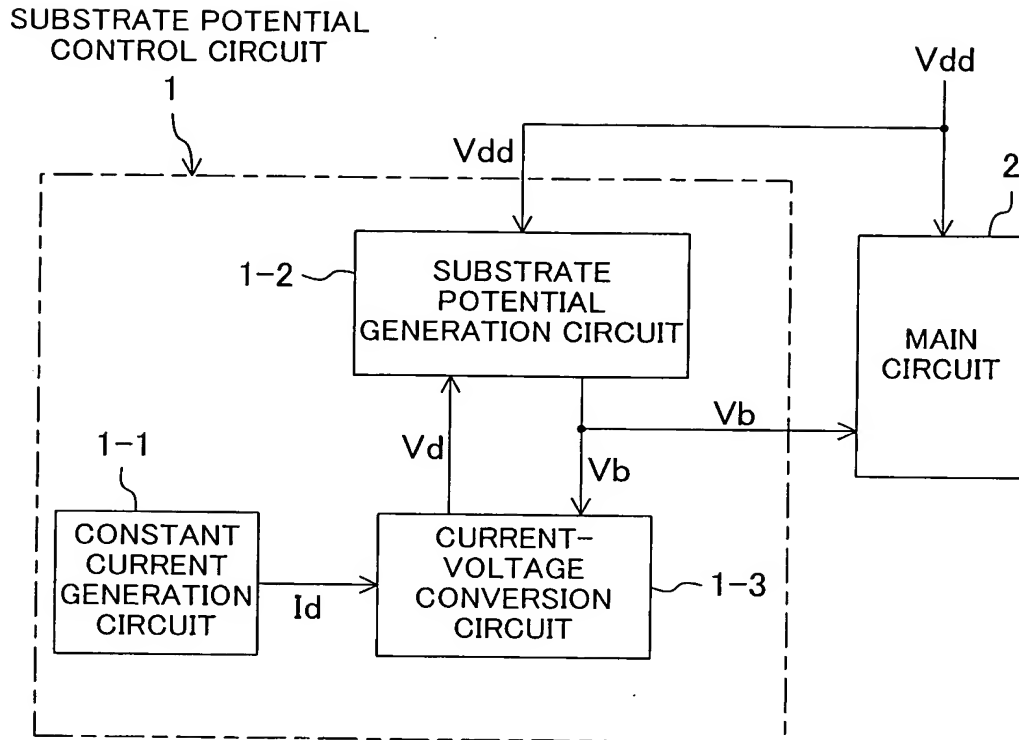 SUBSTRATE POTENTIAL
CONTROL CIRCUIT
1
Vdd
Vdd
2
1-2
SUBSTRATE
POTENTIAL
GENERATION CIRCUIT
MAIN
CIRCUIT
Vb
Vd
Vb
1-1
CONSTANT
CURRENT
GENERATION
CIRCUIT
Id
CURRENT-
VOLTAGE
CONVERSION
CIRCUIT
1-3